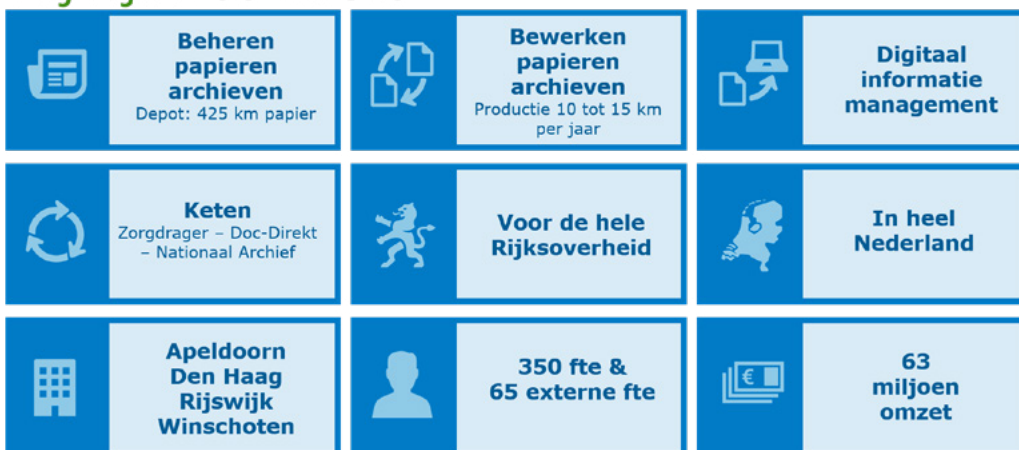 Beheren
papieren
archieven
Depot: 425 km papier
Bewerken
papieren
archieven
Productie 10 tot 15 km
per jaar
Digitaal
informatie
management
Keten
Zorgdrager – Doc-Direkt
– Nationaal Archief
Voor de hele
Rijksoverheid
In heel
Nederland
Apeldoorn
Den Haag
Rijswijk
Winschoten
350 fte &
65 externe fte
€
63
miljoen
omzet